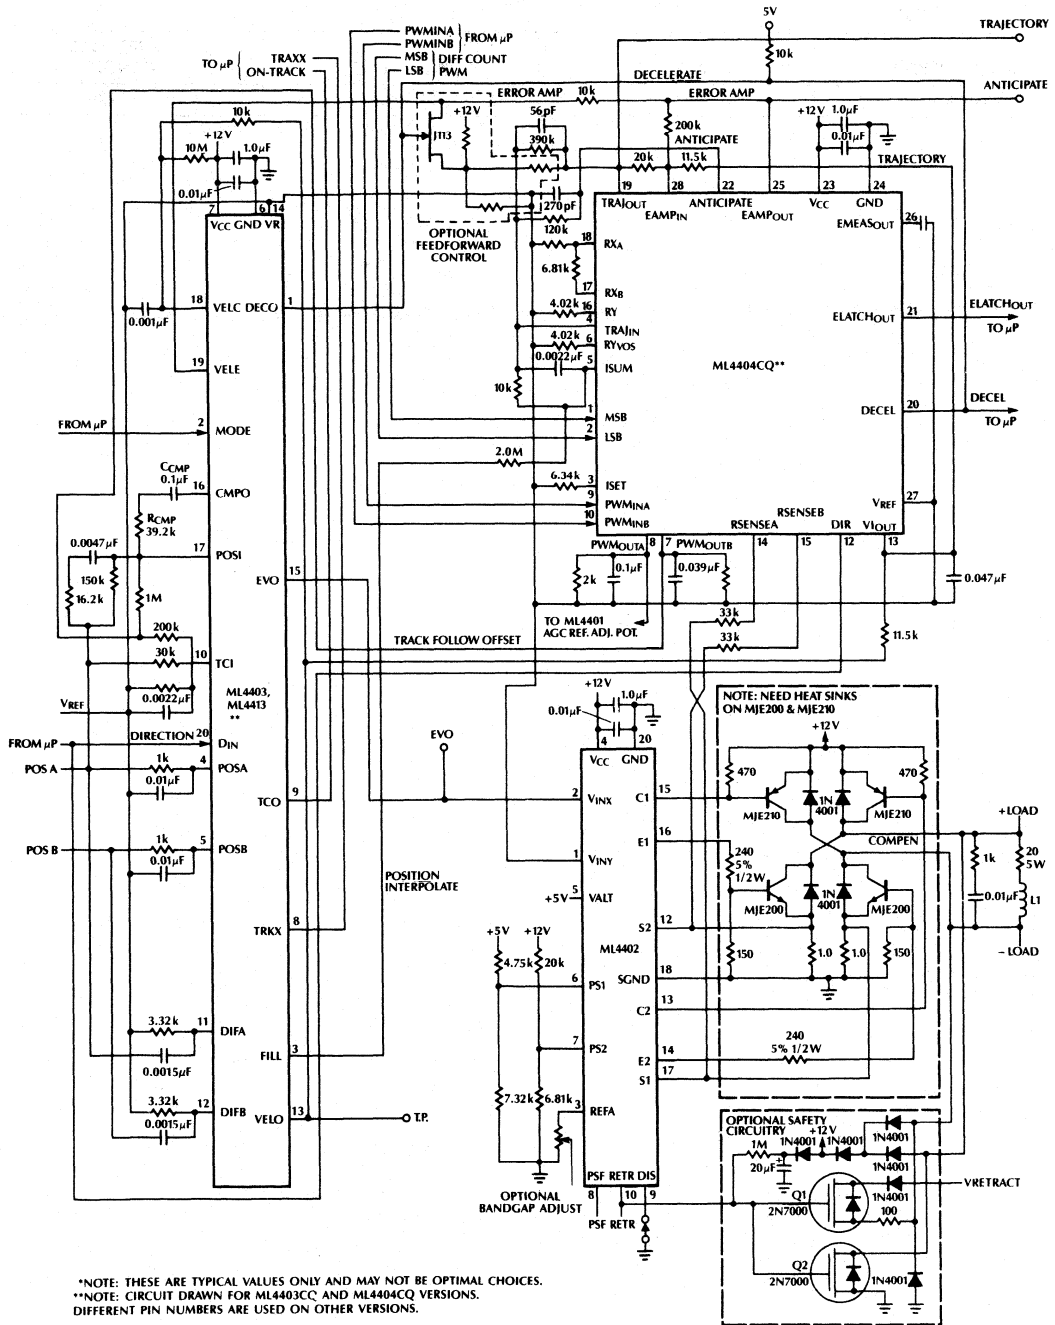 PWMINA
PWMINB
FROM μP
MSB
LSB
DIFF COUNT
PWM
TO μP
TRAXX
ON-TRACK
5V
10k
TRAJECTORY
DECELERATE
ERROR AMP
10k
ERROR AMP
ANTICIPATE
+12V
56pF
390k
J113
200k
ANTICIPATE
+12V
1.0μF
0.01μF
20k
11.5k
TRAJECTORY
10k
+12V
10M
1.0μF
0.01μF
7
6
14
VCC GND VR
270pF
120k
OPTIONAL
FEEDFORWARD
CONTROL
19
28
22
25
23
24
TRAJOUT
EAMPIN
ANTICIPATE
EAMPOUT
VCC
GND
26
EMEASOUT
18
RXA
6.81k
17
RXB
4.02k
16
RY
4
TRAJIN
4.02k
6
RYVOS
0.0022μF
5
ISUM
10k
1
MSB
2
LSB
2.0M
6.34k
3
ISET
9
PWMINA
10
PWMINB
ML4404CQ**
ELATCHOUT
21
ELATCHOUT
TO μP
DECEL
20
DECEL
TO μP
27
VREF
RSENSEA
RSENSEB
DIR
VIOUT
PWMOUTA
8
7
PWMOUTB
14
15
12
13
2k
0.1μF
0.039μF
0.047μF
TO ML4401
AGC REF. ADJ. POT.
33k
33k
11.5k
TRACK FOLLOW OFFSET
18
VELC
DECO
1
0.001μF
19
VELE
FROM μP
2
MODE
CCMP
0.1μF
16
CMPO
RCMP
39.2k
0.0047μF
17
POSI
150k
16.2k
1M
EVO
15
200k
30k
10
TCI
0.0022μF
VREF
ML4403,
ML4413
**
FROM μP
DIRECTION
20
DIN
POS A
1k
4
POSA
0.01μF
TCO
9
POS B
1k
5
POSB
0.01μF
TRKX
8
POSITION
INTERPOLATE
3.32k
11
DIFA
0.0015μF
FILL
3
3.32k
12
DIFB
0.0015μF
VELO
13
T.P.
EVO
+12V
1.0μF
0.01μF
4
20
VCC
GND
2
VINX
1
VINY
+5V
5
VALT
ML4402
+5V
+12V
4.75k
20k
6
PS1
7
PS2
7.32k
6.81k
3
REFA
OPTIONAL
BANDGAP ADJUST
PSF RETR DIS
8
10
9
PSF RETR
C1
15
E1
16
S2
12
SGND
18
C2
13
E2
14
S1
17
NOTE: NEED HEAT SINKS
ON MJE200 & MJE210
+12V
470
470
MJE210
1N
4001
MJE210
COMPEN
240
5%
1/2W
MJE200
1N
4001
MJE200
150
1.0
1.0
150
240
5% 1/2W
+LOAD
1k
20
5W
0.01μF
L1
−LOAD
OPTIONAL SAFETY
CIRCUITRY
+12V
1M
1N4001
1N4001
1N4001
20μF
+
1N4001
1N4001
VRETRACT
Q1
2N7000
100
Q2
2N7000
1N4001
*NOTE: THESE ARE TYPICAL VALUES ONLY AND MAY NOT BE OPTIMAL CHOICES.
**NOTE: CIRCUIT DRAWN FOR ML4403CQ AND ML4404CQ VERSIONS.
DIFFERENT PIN NUMBERS ARE USED ON OTHER VERSIONS.